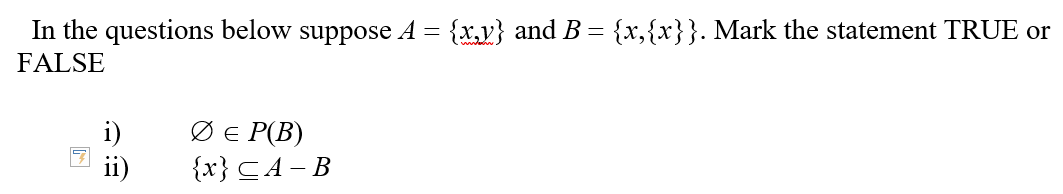 In the questions below suppose A = {x,y} and B = {x,{x}}. Mark the statement TRUE or
FALSE
i) ∅ ∈ P(B)
ii) {x} ⊆ A – B